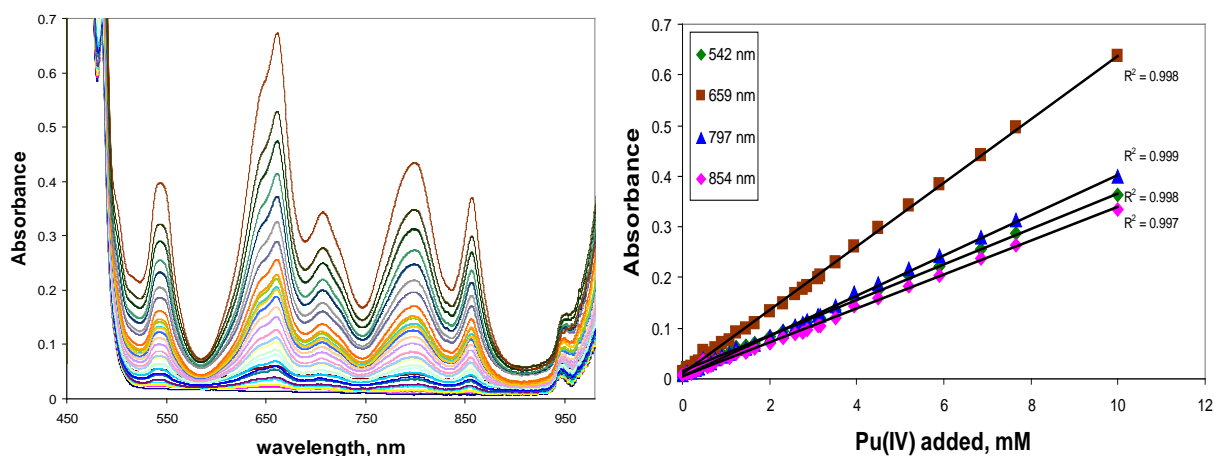 0.7
0.6
0.5
0.4
0.3
0.2
0.1
0
Absorbance
450 550 650 750 850 950
wavelength, nm
0.7
0.6
0.5
0.4
0.3
0.2
0.1
0
Absorbance
542 nm
659 nm
797 nm
854 nm
R² = 0.998
R² = 0.999
R² = 0.998
R² = 0.997
0 2 4 6 8 10 12
Pu(IV) added, mM